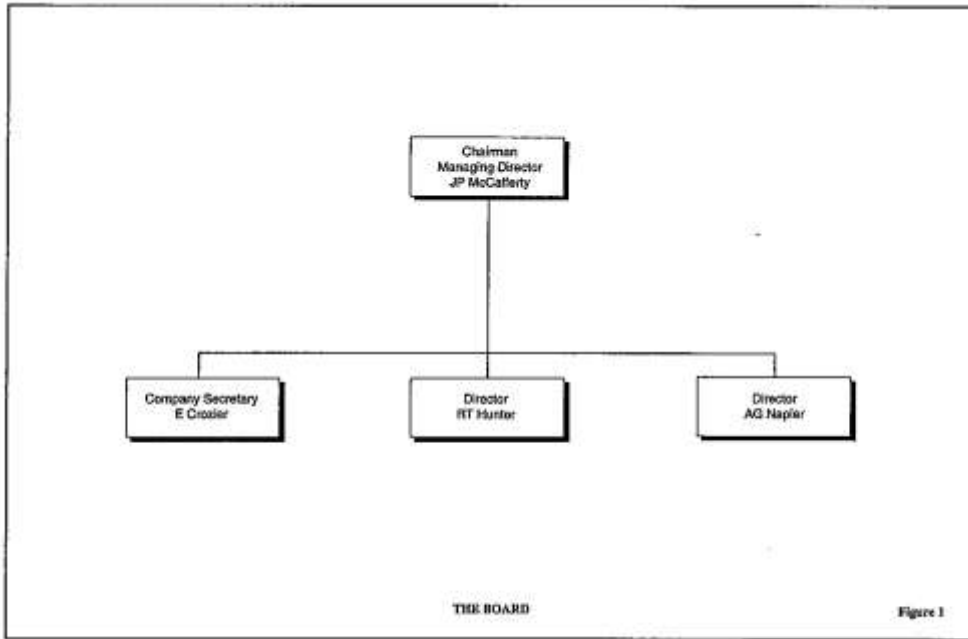 Chairman
Managing Director
JP McCafferty
Company Secretary
E Crozier
Director
RT Hunter
Director
AG Napier
THE BOARD
Figure 1